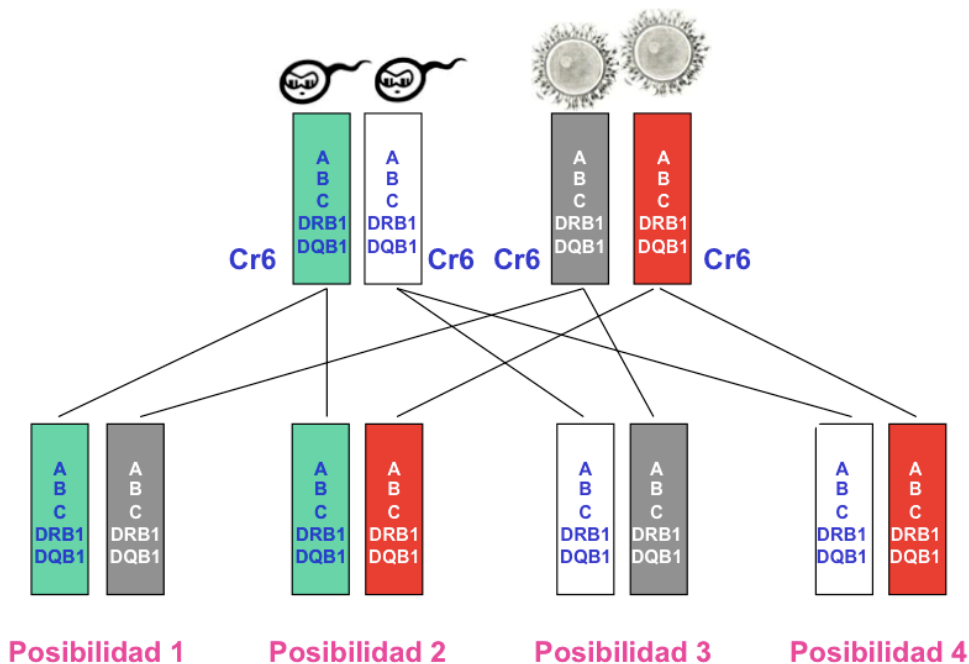 A
B
C
DRB1
DQB1
A
B
C
DRB1
DQB1
A
B
C
DRB1
DQB1
A
B
C
DRB1
DQB1
Cr6
Cr6
Cr6
Cr6
A
B
C
DRB1
DQB1
A
B
C
DRB1
DQB1
A
B
C
DRB1
DQB1
A
B
C
DRB1
DQB1
A
B
C
DRB1
DQB1
A
B
C
DRB1
DQB1
A
B
C
DRB1
DQB1
A
B
C
DRB1
DQB1
Posibilidad 1
Posibilidad 2
Posibilidad 3
Posibilidad 4